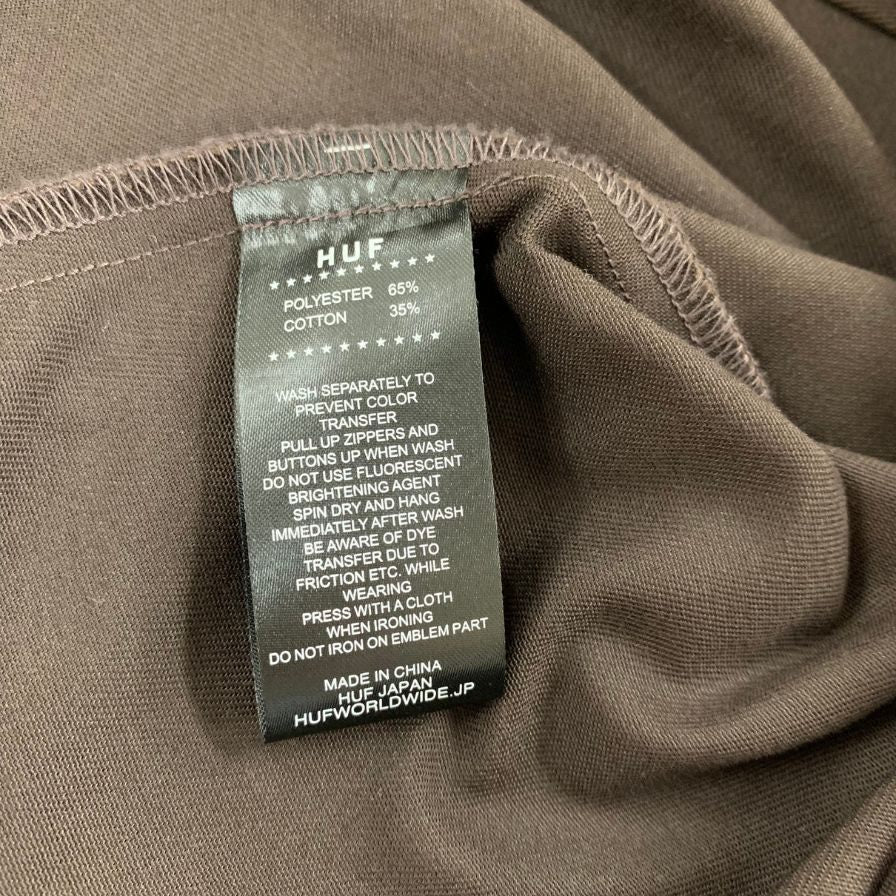 HUF
★★★★★★★★★★
POLYESTER 65%
COTTON 35%
★★★★★★★★★★
WASH SEPARATELY TO
PREVENT COLOR
TRANSFER
PULL UP ZIPPERS AND
BUTTONS UP WHEN WASH
DO NOT USE FLUORESCENT
BRIGHTENING AGENT
SPIN DRY AND HANG
IMMEDIATELY AFTER WASH
BE AWARE OF DYE
TRANSFER DUE TO
FRICTION ETC. WHILE
WEARING
PRESS WITH A CLOTH
WHEN IRONING
DO NOT IRON ON EMBLEM PART
MADE IN CHINA
HUF JAPAN
HUFWORLDWIDE.JP